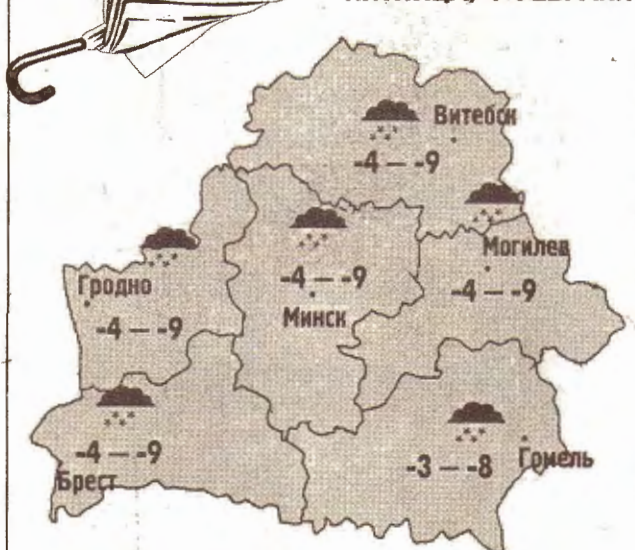 Витебск
-4 — -9
Могилев
-4 — -9
-4 — -9
Минск
Гродно
-4 — -9
-4 — -9
Брест
-3 — -8
Гомель